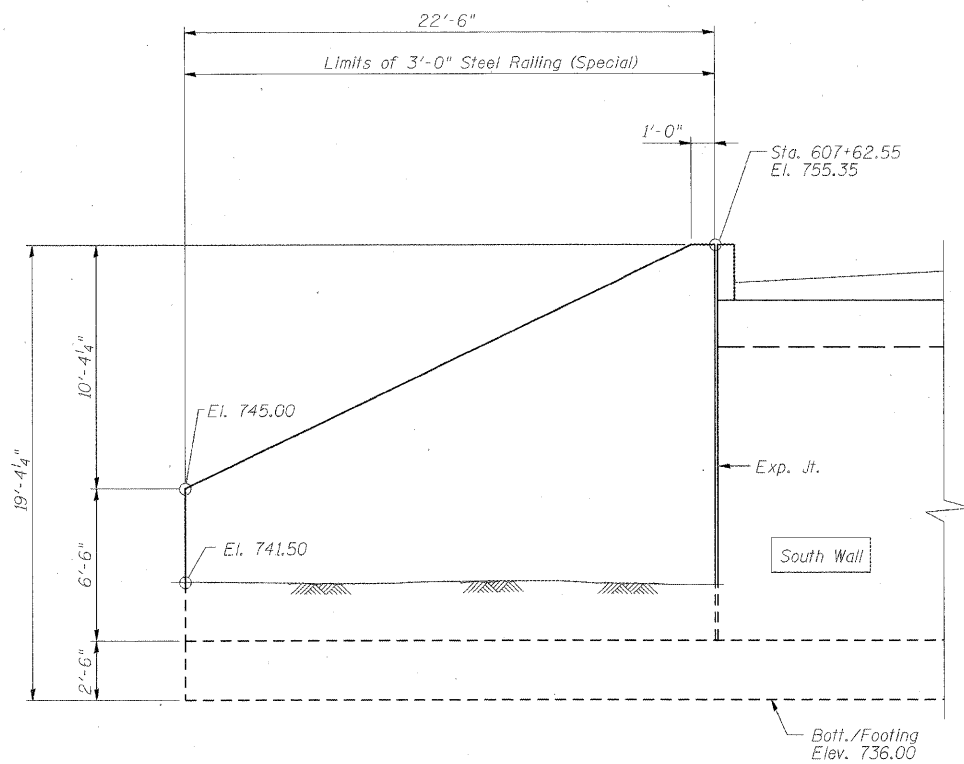 22'-6"
Limits of 3'-0" Steel Railing (Special)
1'-0"
Sta. 607+62.55
El. 755.35
10'-4¼"
19'-4¼"
El. 745.00
Exp. Jt.
El. 741.50
South Wall
6'-6"
2'-6"
Bott./Footing
Elev. 736.00